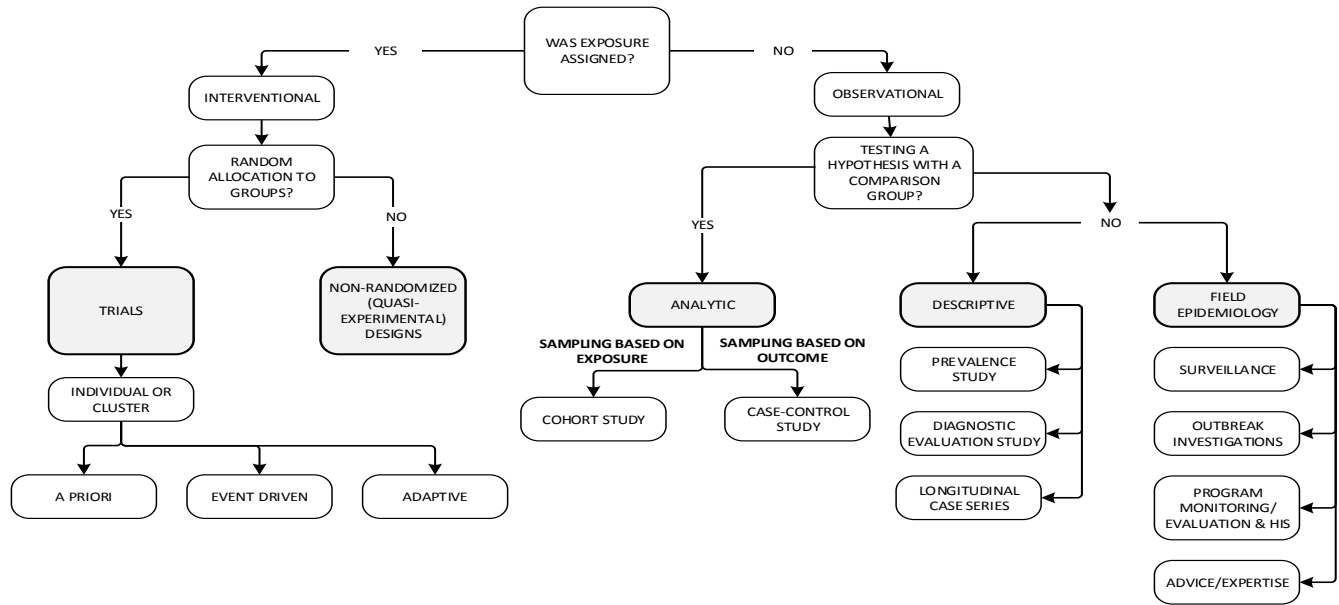 WAS EXPOSURE
ASSIGNED?
YES
NO
INTERVENTIONAL
OBSERVATIONAL
RANDOM
ALLOCATION TO
GROUPS?
TESTING A
HYPOTHESIS WITH A
COMPARISON
GROUP?
YES
NO
YES
NO
TRIALS
NON-RANDOMIZED
(QUASI-
EXPERIMENTAL)
DESIGNS
ANALYTIC
DESCRIPTIVE
FIELD
EPIDEMIOLOGY
SAMPLING BASED ON
EXPOSURE
SAMPLING BASED ON
OUTCOME
INDIVIDUAL OR
CLUSTER
COHORT STUDY
CASE-CONTROL
STUDY
PREVALENCE
STUDY
SURVEILLANCE
DIAGNOSTIC
EVALUATION STUDY
OUTBREAK
INVESTIGATIONS
A PRIORI
EVENT DRIVEN
ADAPTIVE
LONGITUDINAL
CASE SERIES
PROGRAM
MONITORING/
EVALUATION & HIS
ADVICE/EXPERTISE